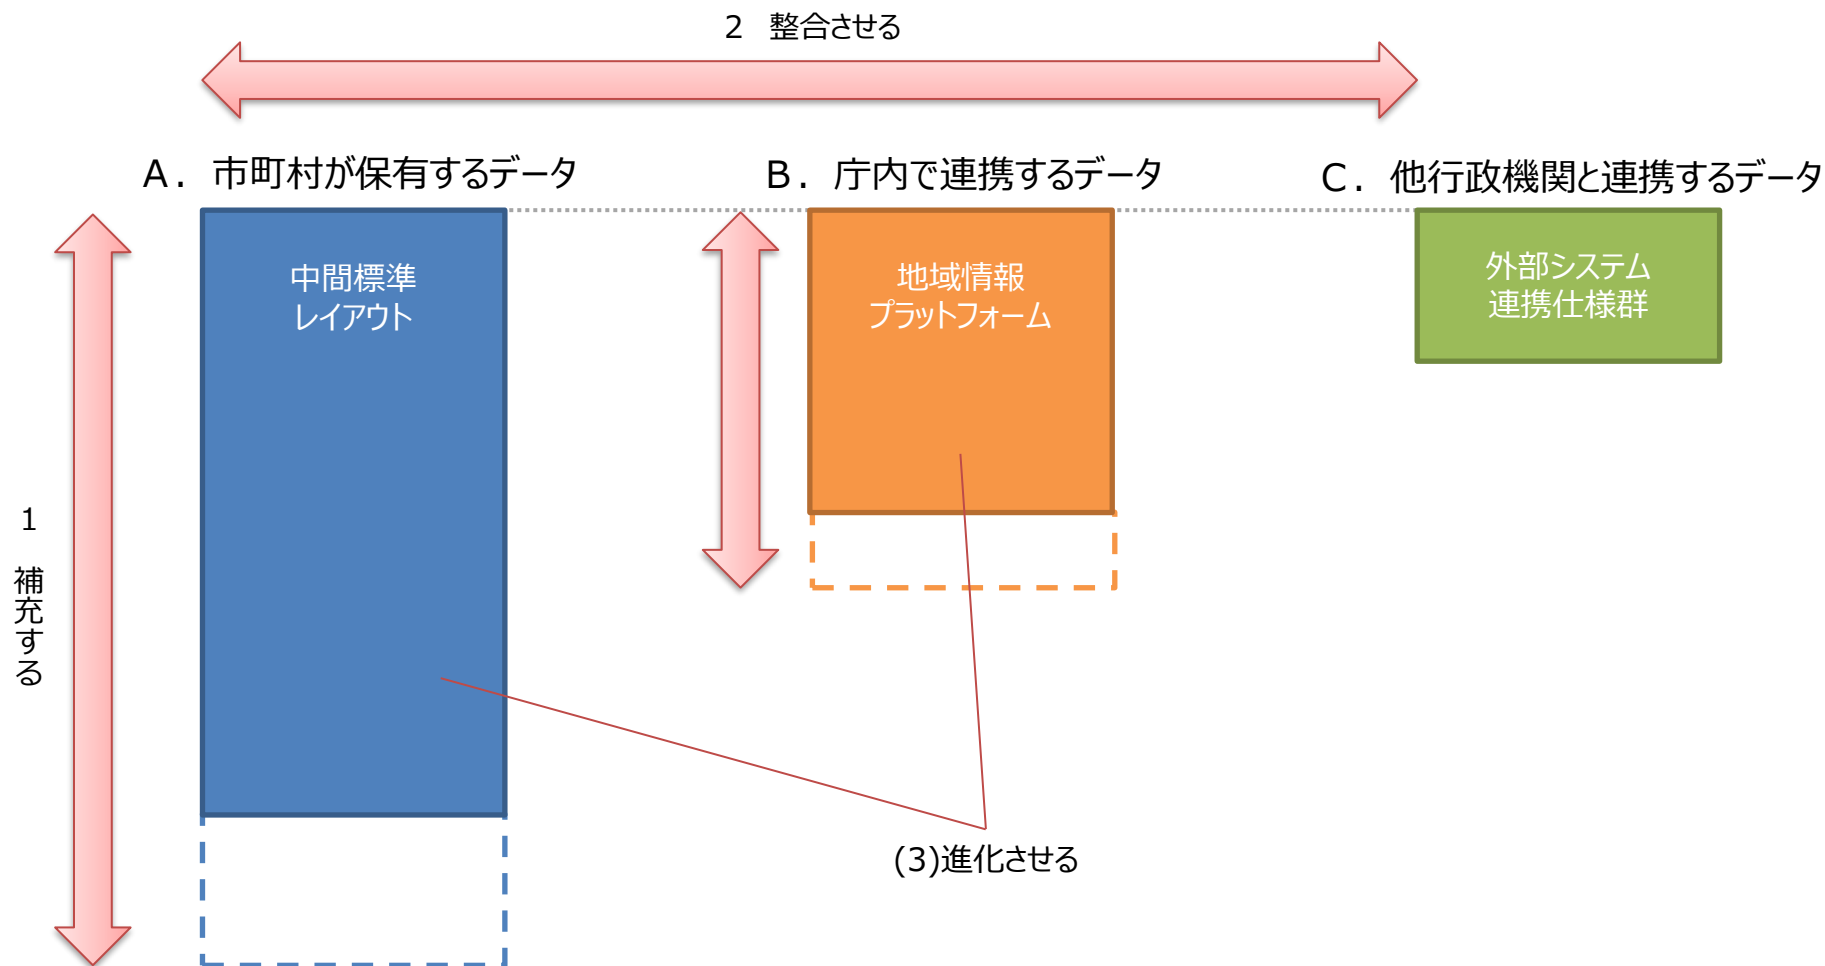 ２　整合させる
A．市町村が保有するデータ
B．庁内で連携するデータ
C．他行政機関と連携するデータ
中間標準
レイアウト
地域情報
プラットフォーム
外部システム
連携仕様群
１　補充する
(3)進化させる